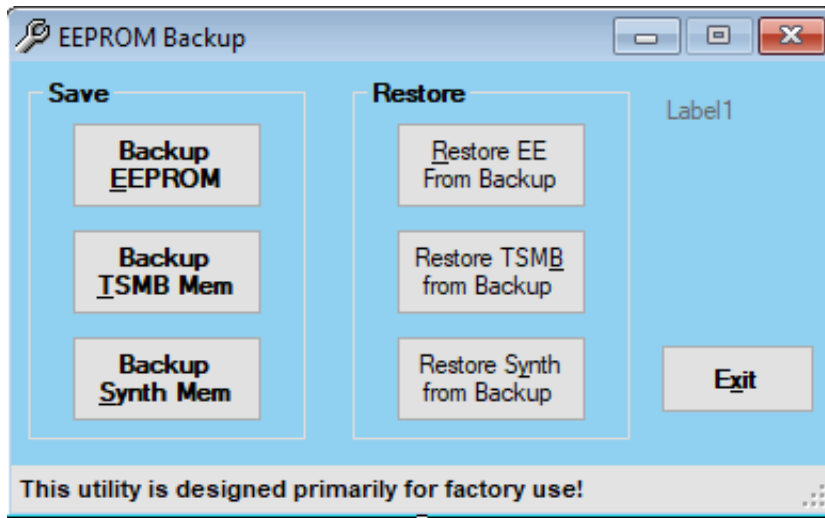 EEPROM Backup
Save
Backup
EEPROM
Backup
TSMB Mem
Backup
Synth Mem
Restore
Restore EE
From Backup
Restore TSMB
from Backup
Restore Synth
from Backup
Label1
Exit
This utility is designed primarily for factory use!